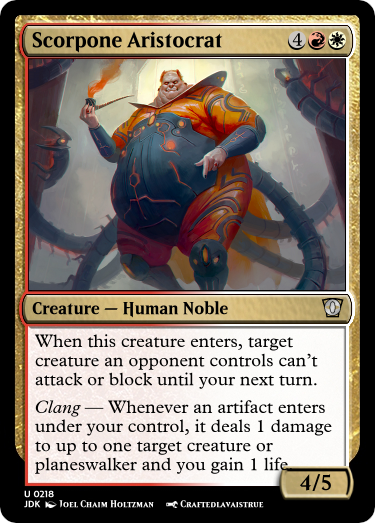 Scorpone Aristocrat 4
Creature — Human Noble
When this creature enters, target
creature an opponent controls can't
attack or block until your next turn.
Clang — Whenever an artifact enters
under your control, it deals 1 damage
to up to one target creature or
planeswalker and you gain 1 life.
4/5
U 0218
JDK Joel Chaim Holtzman Craftedlavaistrue